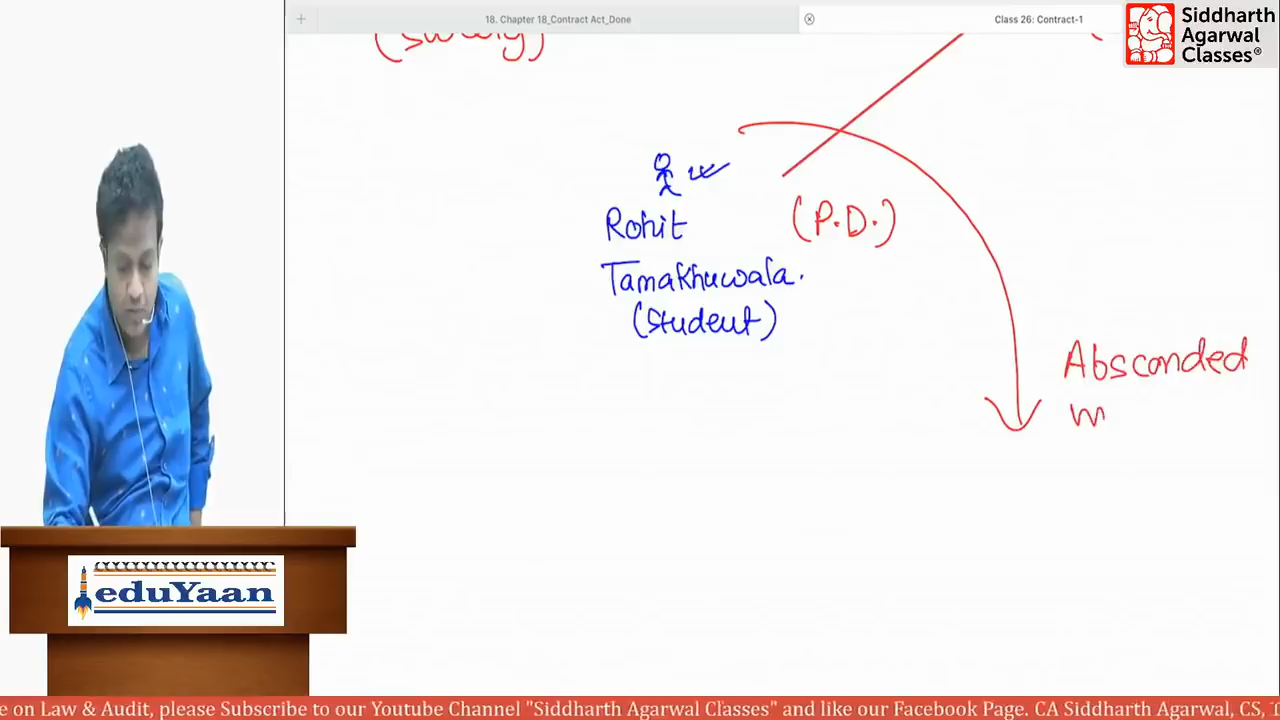 18. Chapter 18_Contract Act_Done
Class 26: Contract-1
Siddharth
Agarwal
Classes®
(Surety)
Rohit
(P.D.)
Tamakhuwala.
(Student)
Absconded
eduYaan
e on Law & Audit, please Subscribe to our Youtube Channel "Siddharth Agarwal Classes" and like our Facebook Page. CA Siddharth Agarwal, CS,